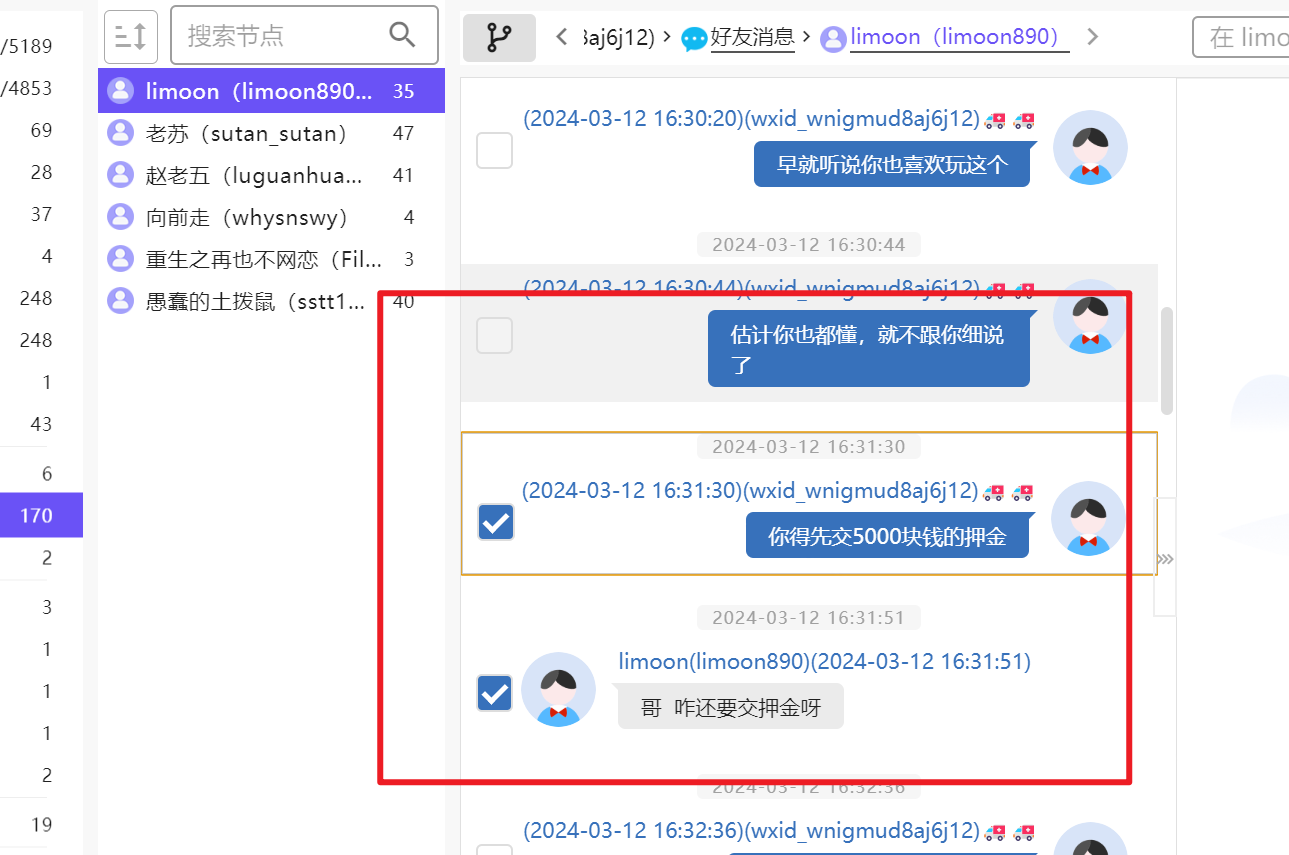 /5189
/4853
69
28
37
4
248
248
1
43
6
170
2
3
1
1
1
2
19
搜索节点
limoon（limoon890... 35
老苏（sutan_sutan） 47
赵老五（luguanhua... 41
向前走（whysnswy） 4
重生之再也不网恋（Fil... 3
愚蠢的土拨鼠（sstt1... 40
8aj6j12) > 好友消息 > limoon（limoon890）
在 limo
(2024-03-12 16:30:20)(wxid_wnigmud8aj6j12)🚑 🚑
早就听说你也喜欢玩这个
2024-03-12 16:30:44
(2024-03-12 16:30:44)(wxid_wnigmud8aj6j12)🚑 🚑
估计你也都懂，就不跟你细说
了
2024-03-12 16:31:30
(2024-03-12 16:31:30)(wxid_wnigmud8aj6j12)🚑 🚑
你得先交5000块钱的押金
2024-03-12 16:31:51
limoon(limoon890)(2024-03-12 16:31:51)
哥 咋还要交押金呀
2024-03-12 16:32:36
(2024-03-12 16:32:36)(wxid_wnigmud8aj6j12)🚑 🚑